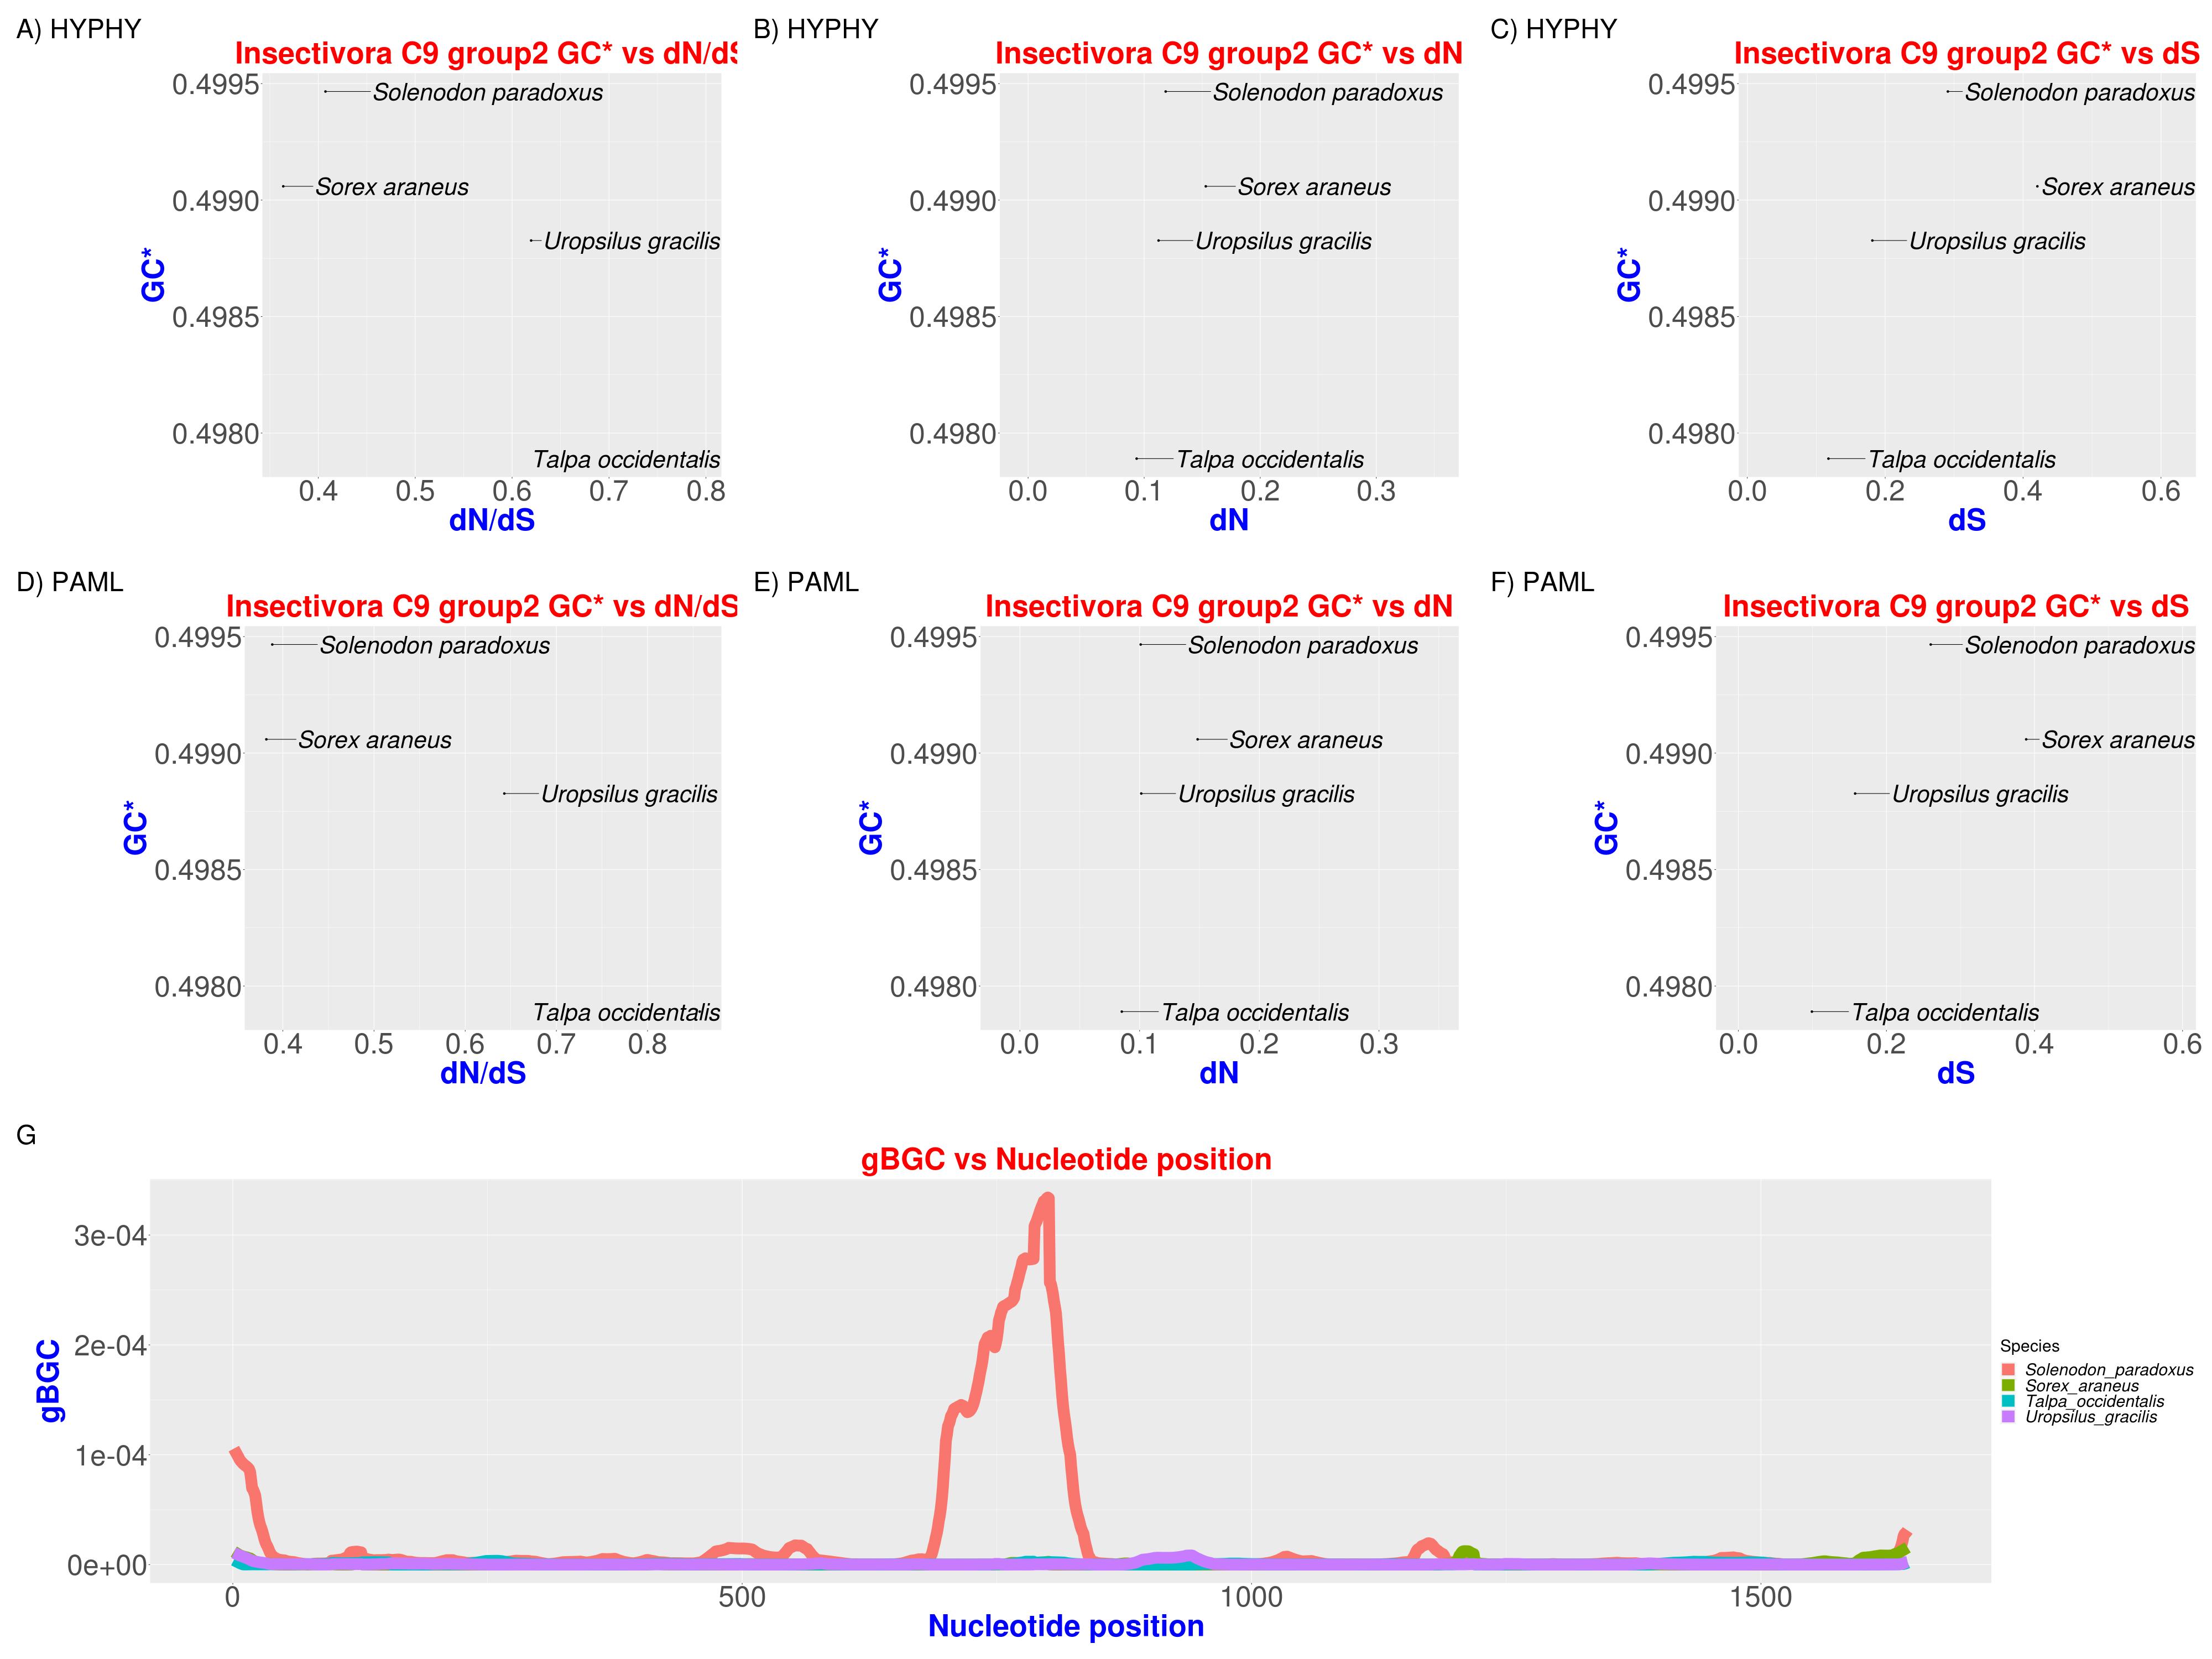 A) HYPHY
Insectivora C9 group2 GC* vs dN/dS
0.4995
0.4990
0.4985
0.4980
GC*
Solenodon paradoxus
Sorex araneus
Uropsilus gracilis
Talpa occidentalis
0.4 0.5 0.6 0.7 0.8
dN/dS
B) HYPHY
Insectivora C9 group2 GC* vs dN
0.4995
0.4990
0.4985
0.4980
GC*
Solenodon paradoxus
Sorex araneus
Uropsilus gracilis
Talpa occidentalis
0.0 0.1 0.2 0.3
dN
C) HYPHY
Insectivora C9 group2 GC* vs dS
0.4995
0.4990
0.4985
0.4980
GC*
Solenodon paradoxus
Sorex araneus
Uropsilus gracilis
Talpa occidentalis
0.0 0.2 0.4 0.6
dS
D) PAML
Insectivora C9 group2 GC* vs dN/dS
0.4995
0.4990
0.4985
0.4980
GC*
Solenodon paradoxus
Sorex araneus
Uropsilus gracilis
Talpa occidentalis
0.4 0.5 0.6 0.7 0.8
dN/dS
E) PAML
Insectivora C9 group2 GC* vs dN
0.4995
0.4990
0.4985
0.4980
GC*
Solenodon paradoxus
Sorex araneus
Uropsilus gracilis
Talpa occidentalis
0.0 0.1 0.2 0.3
dN
F) PAML
Insectivora C9 group2 GC* vs dS
0.4995
0.4990
0.4985
0.4980
GC*
Solenodon paradoxus
Sorex araneus
Uropsilus gracilis
Talpa occidentalis
0.0 0.2 0.4 0.6
dS
G
gBGC vs Nucleotide position
3e-04
2e-04
1e-04
0e+00
gBGC
0 500 1000 1500
Nucleotide position
Species
Solenodon_paradoxus
Sorex_araneus
Talpa_occidentalis
Uropsilus_gracilis